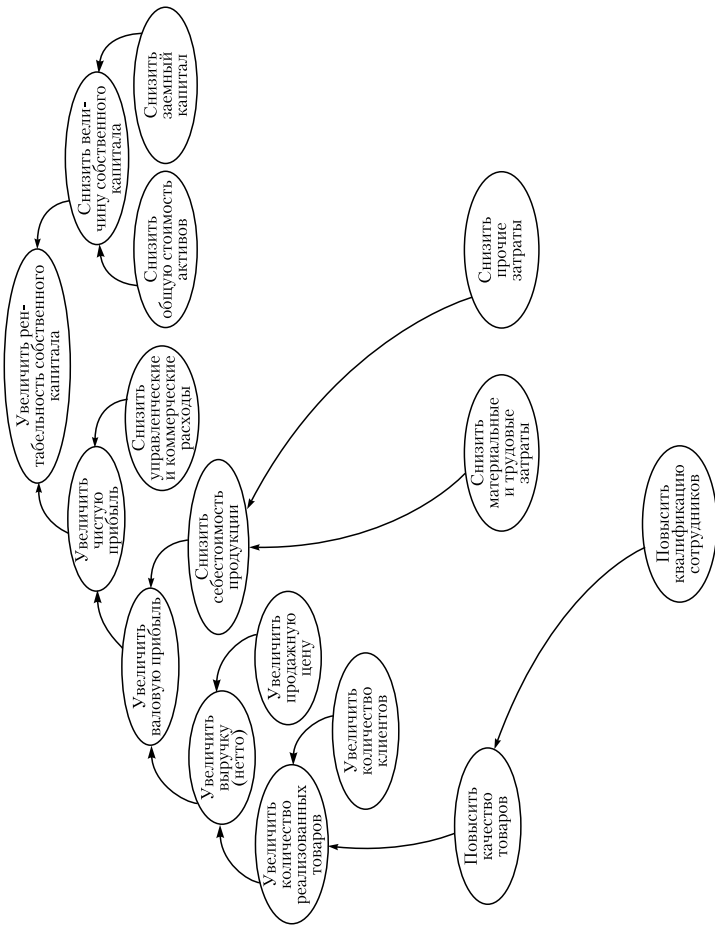 Увеличить рен-
табельность собственного
капитала
Увеличить
чистую
прибыль
Снизить вели-
чину собственного
капитала
Увеличить
валовую прибыль
Снизить
управленческие
и коммерческие
расходы
Снизить
общую стоимость
активов
Снизить
заемный
капитал
Увеличить
выручку
(нетто)
Снизить
себестоимость
продукции
Увеличить
количество
реализованных
товаров
Увеличить
продажную
цену
Увеличить
количество
клиентов
Снизить
материальные
и трудовые
затраты
Снизить
прочие
затраты
Повысить
качество
товаров
Повысить
квалификацию
сотрудников